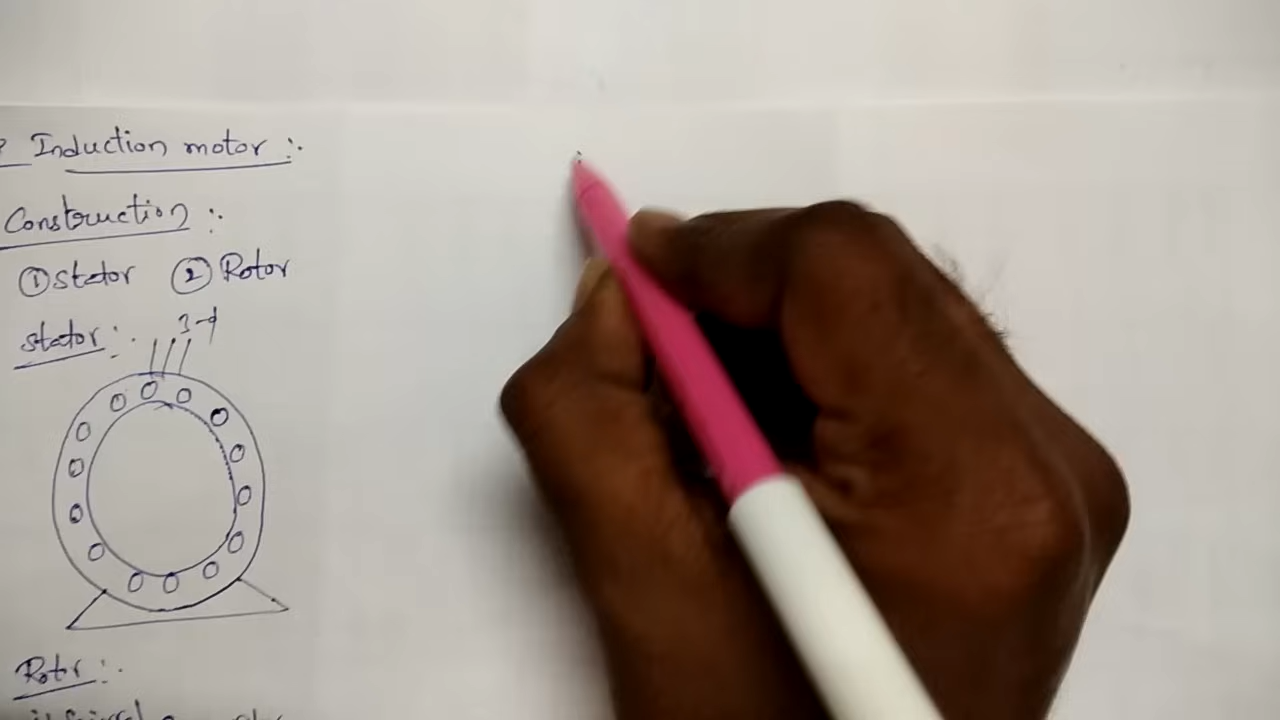 Induction motor :-
Construction :-
① Stator ② Rotor
Stator :-
3-ϕ
Rotor :-